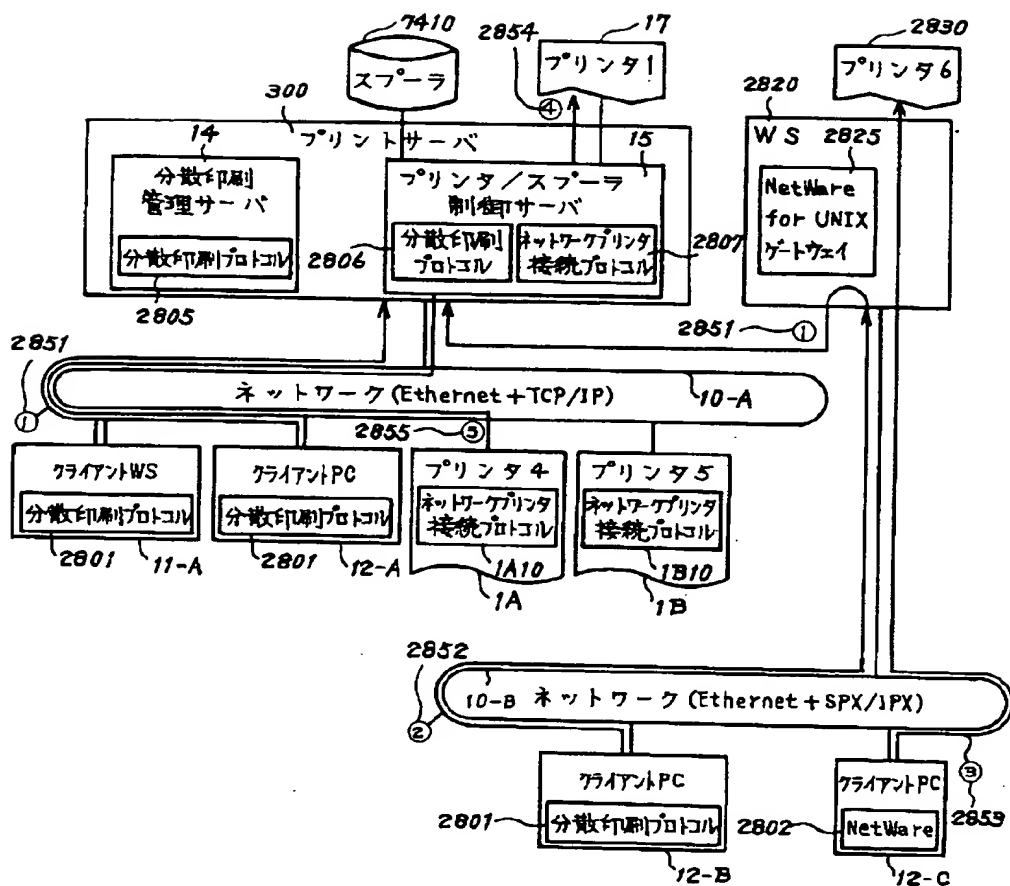 7410
スプーラ
2854
④
17
プリンタ1
2830
プリンタ6
300
プリントサーバ
14
分散印刷
管理サーバ
分散印刷プロトコル
2805
15
プリンタ/スプーラ
制御サーバ
2806
分散印刷
プロトコル
ネットワークプリンタ
接続プロトコル
2807
2820
WS
2825
NetWare
for UNIX
ゲートウェイ
2851
①
2851
①
ネットワーク(Ethernet+TCP/IP)
10-A
2855
⑤
クライアントWS
分散印刷プロトコル
2801
11-A
クライアントPC
分散印刷プロトコル
2801
12-A
プリンタ4
ネットワークプリンタ
接続プロトコル
1A10
1A
プリンタ5
ネットワークプリンタ
接続プロトコル
1B10
1B
2852
②
10-B
ネットワーク(Ethernet+SPX/IPX)
③
2853
クライアントPC
2801
分散印刷プロトコル
12-B
クライアントPC
2802
NetWare
12-C